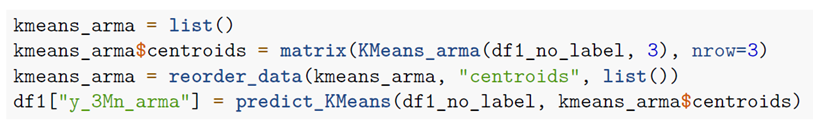 kmeans_arma = list()
kmeans_arma$centroids = matrix(KMeans_arma(df1_no_label, 3), nrow=3)
kmeans_arma = reorder_data(kmeans_arma, "centroids", list())
df1["y_3Mn_arma"] = predict_KMeans(df1_no_label, kmeans_arma$centroids)